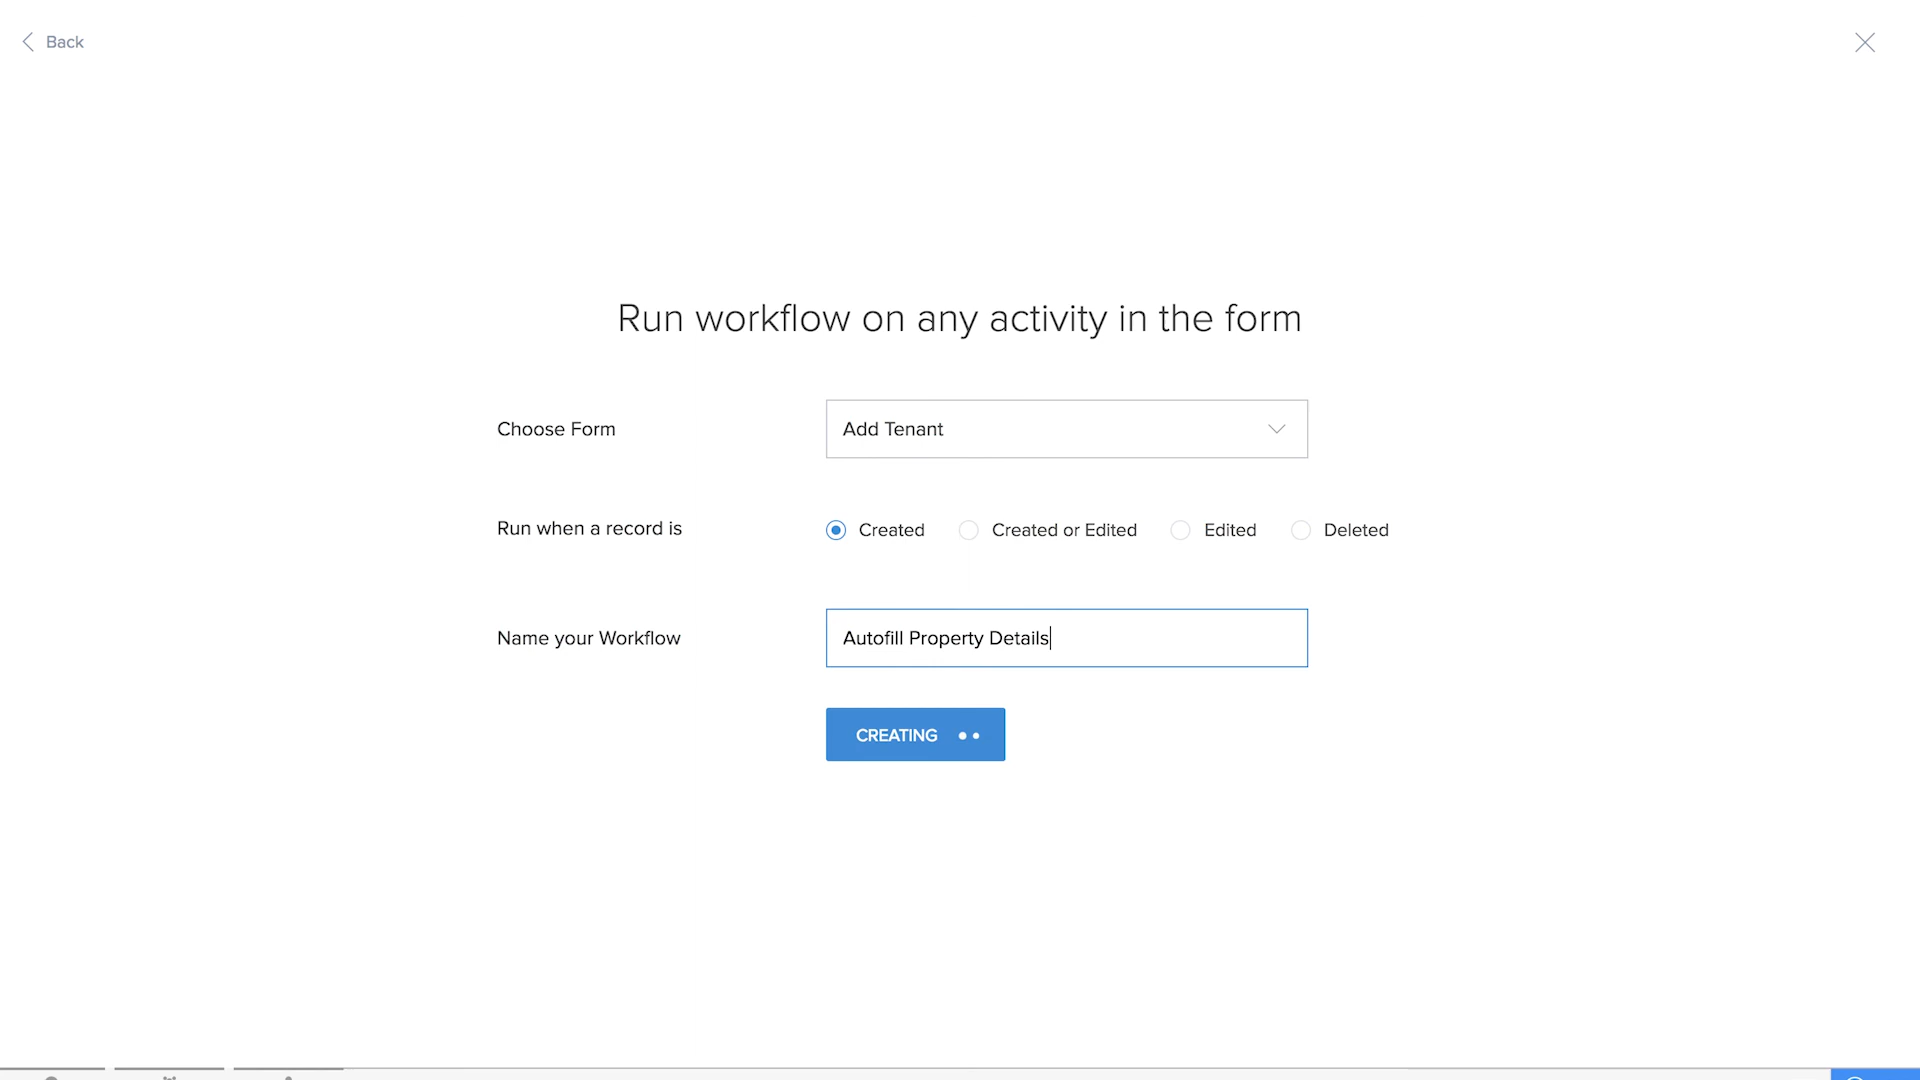 Back
Run workflow on any activity in the form
Choose Form
Add Tenant
Run when a record is
Created
Created or Edited
Edited
Deleted
Name your Workflow
Autofill Property Details
CREATING